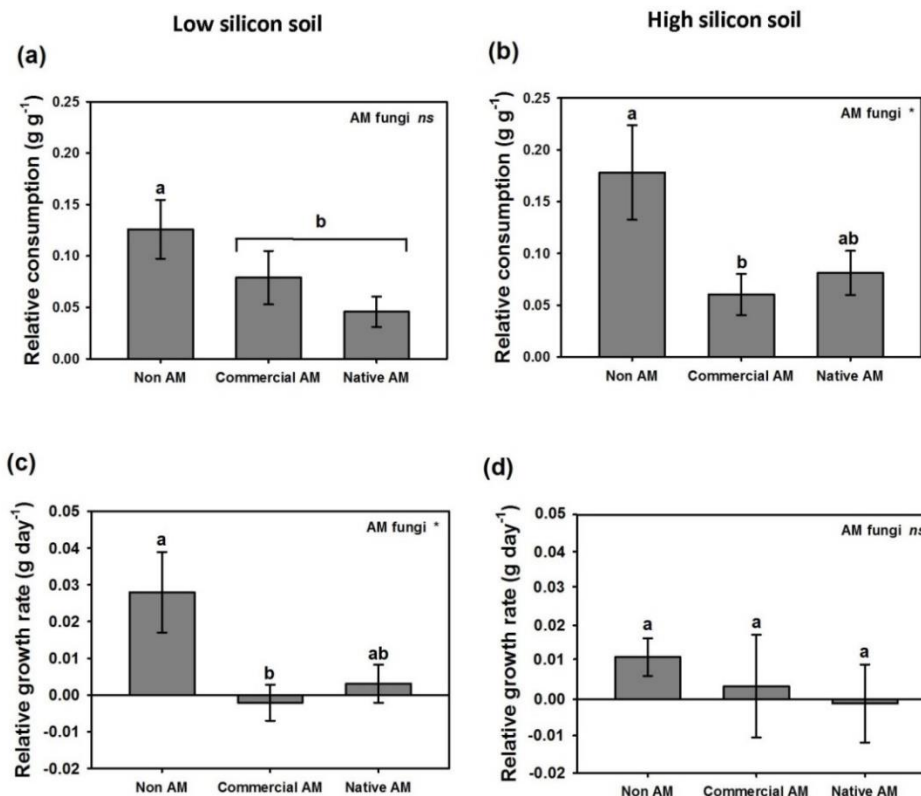 Low silicon soil
High silicon soil
(a)
Relative consumption (g g⁻¹)
0.25
0.20
0.15
0.10
0.05
0.00
AM fungi ns
a
b
Non AM
Commercial AM
Native AM
(b)
Relative consumption (g g⁻¹)
0.25
0.20
0.15
0.10
0.05
0.00
AM fungi *
a
b
ab
Non AM
Commercial AM
Native AM
(c)
Relative growth rate (g day⁻¹)
0.05
0.04
0.03
0.02
0.01
0.00
-0.01
-0.02
AM fungi *
a
b
ab
Non AM
Commercial AM
Native AM
(d)
Relative growth rate (g day⁻¹)
0.05
0.04
0.03
0.02
0.01
0.00
-0.01
-0.02
AM fungi ns
a
a
a
Non AM
Commercial AM
Native AM